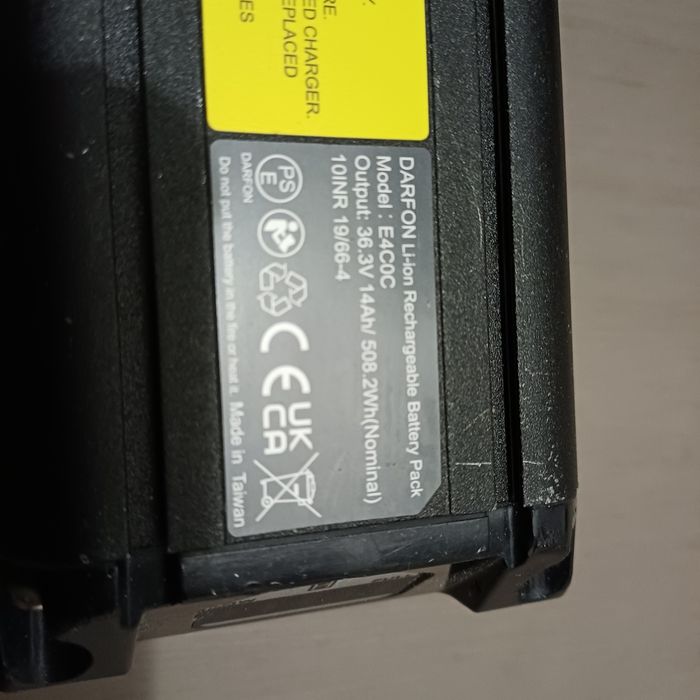 RE.
ED CHARGER.
EPLACED
ES
DARFON Li-ion Rechargeable Battery Pack
Model : E4C0C
Output: 36.3V 14Ah/ 508.2Wh(Nominal)
10INR 19/66-4
PS
E
CE
UK
CA
DARFON
Do not put the battery in the fire or heat it. Made in Taiwan